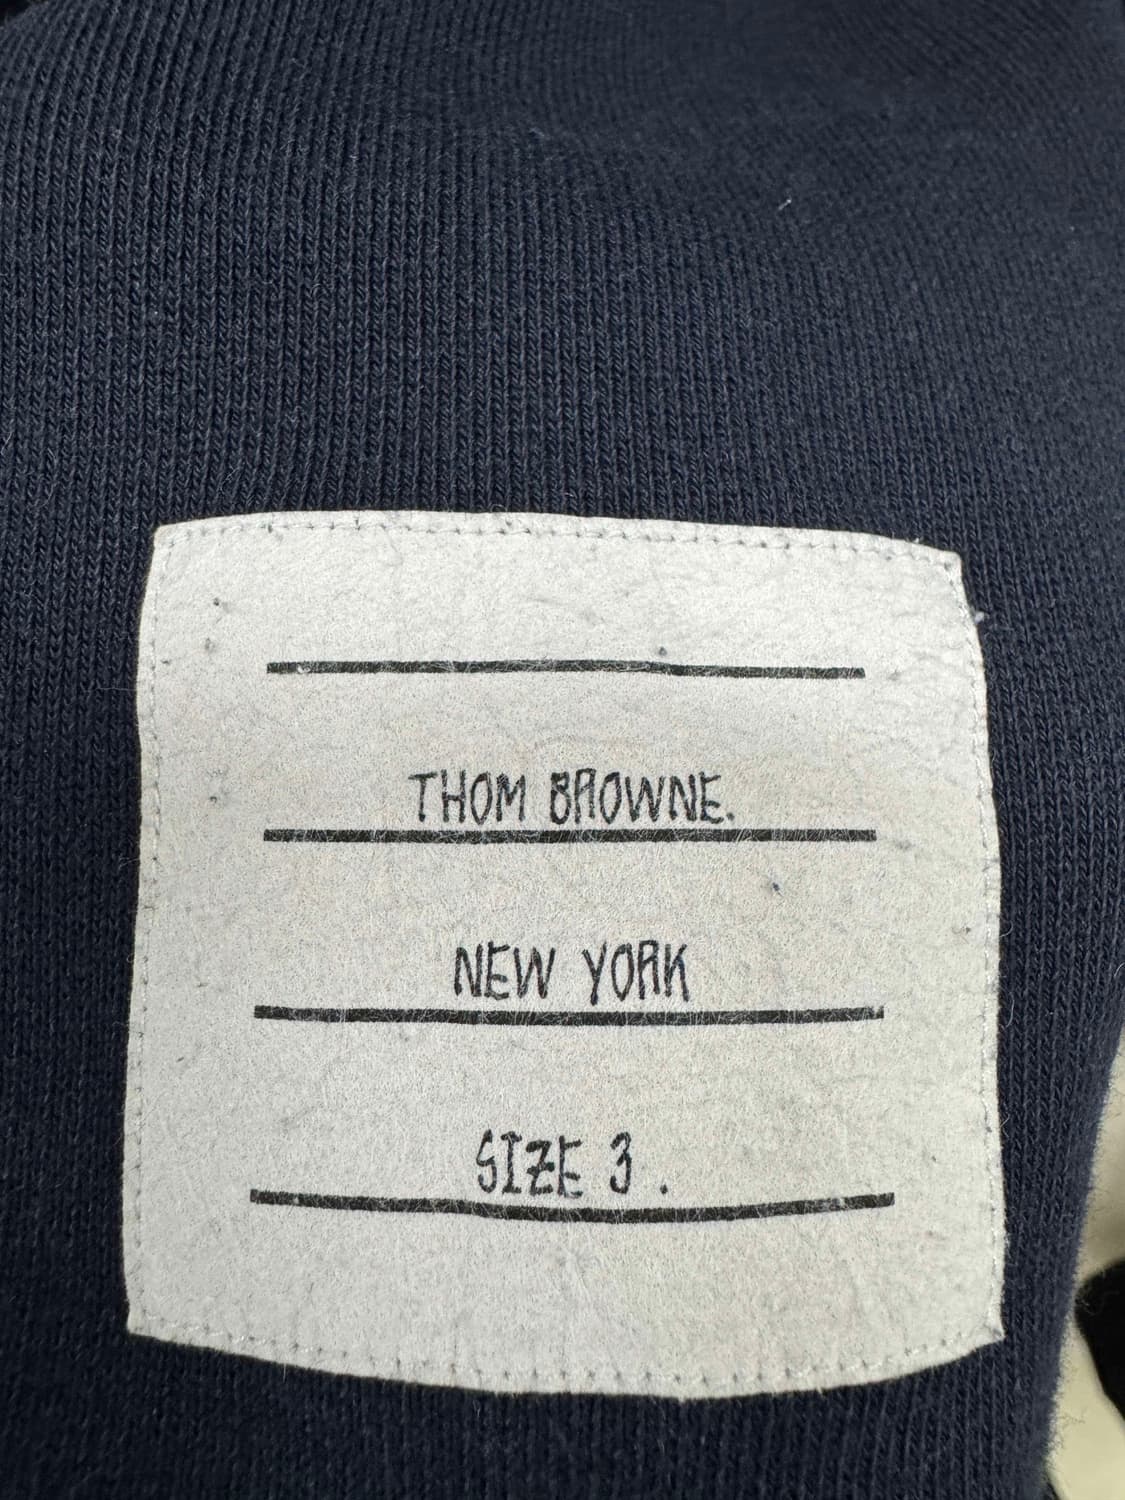 THOM BROWNE.
NEW YORK
SIZE 3.